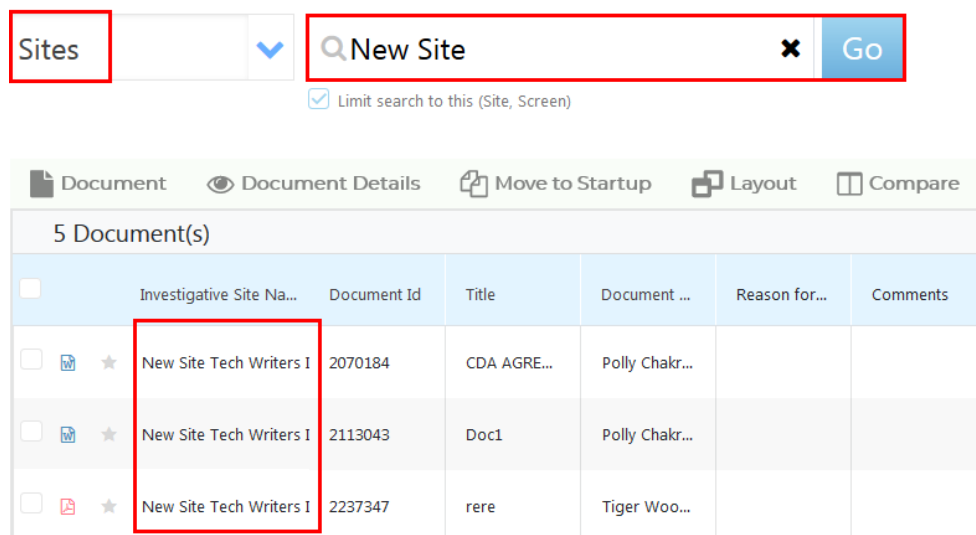 Sites New Site Go
Limit search to this (Site, Screen)
Document Document Details Move to Startup Layout Compare
5 Document(s)
Investigative Site Na... Document Id Title Document ... Reason for... Comments
New Site Tech Writers I 2070184 CDA AGRE... Polly Chakr...
New Site Tech Writers I 2113043 Doc1 Polly Chakr...
New Site Tech Writers I 2237347 rere Tiger Woo...